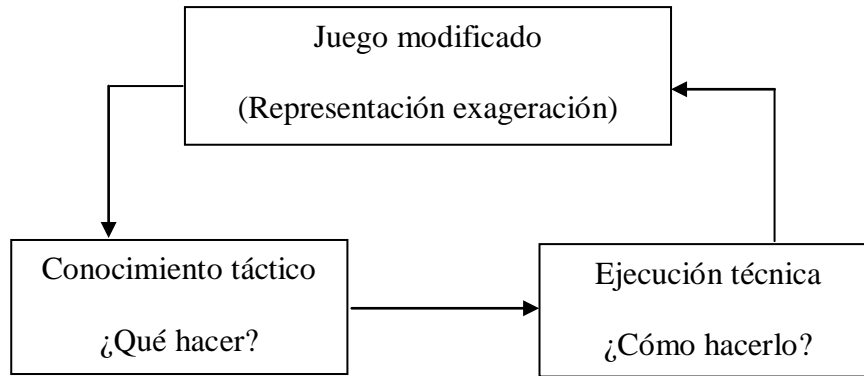 Juego modificado
(Representación exageración)
Conocimiento táctico
¿Qué hacer?
Ejecución técnica
¿Cómo hacerlo?